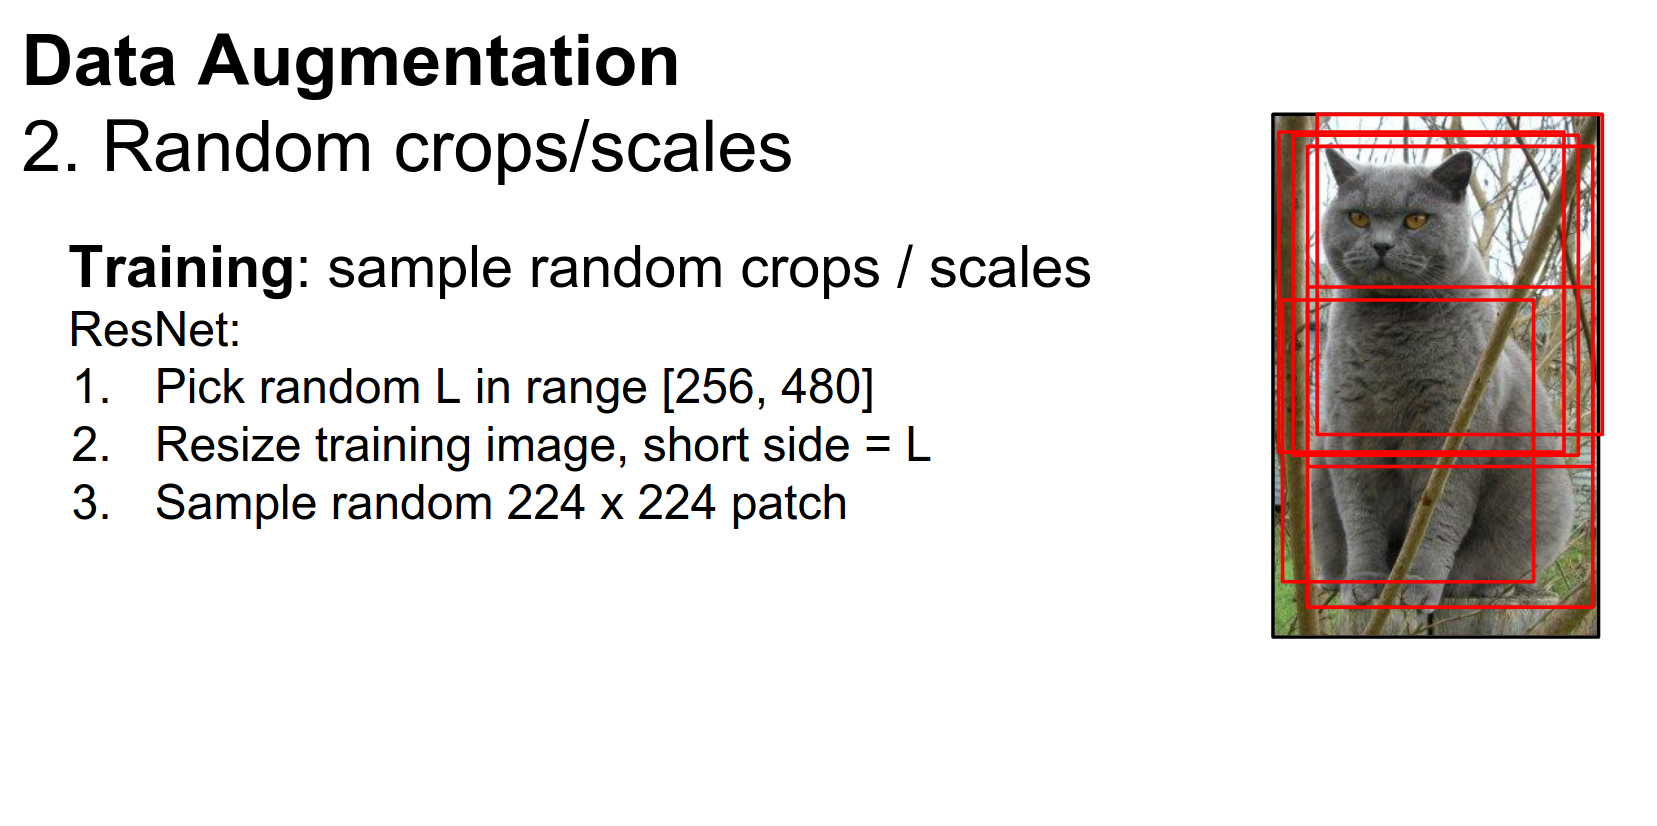 Data Augmentation
2. Random crops/scales
Training: sample random crops / scales
ResNet:
1. Pick random L in range [256, 480]
2. Resize training image, short side = L
3. Sample random 224 x 224 patch